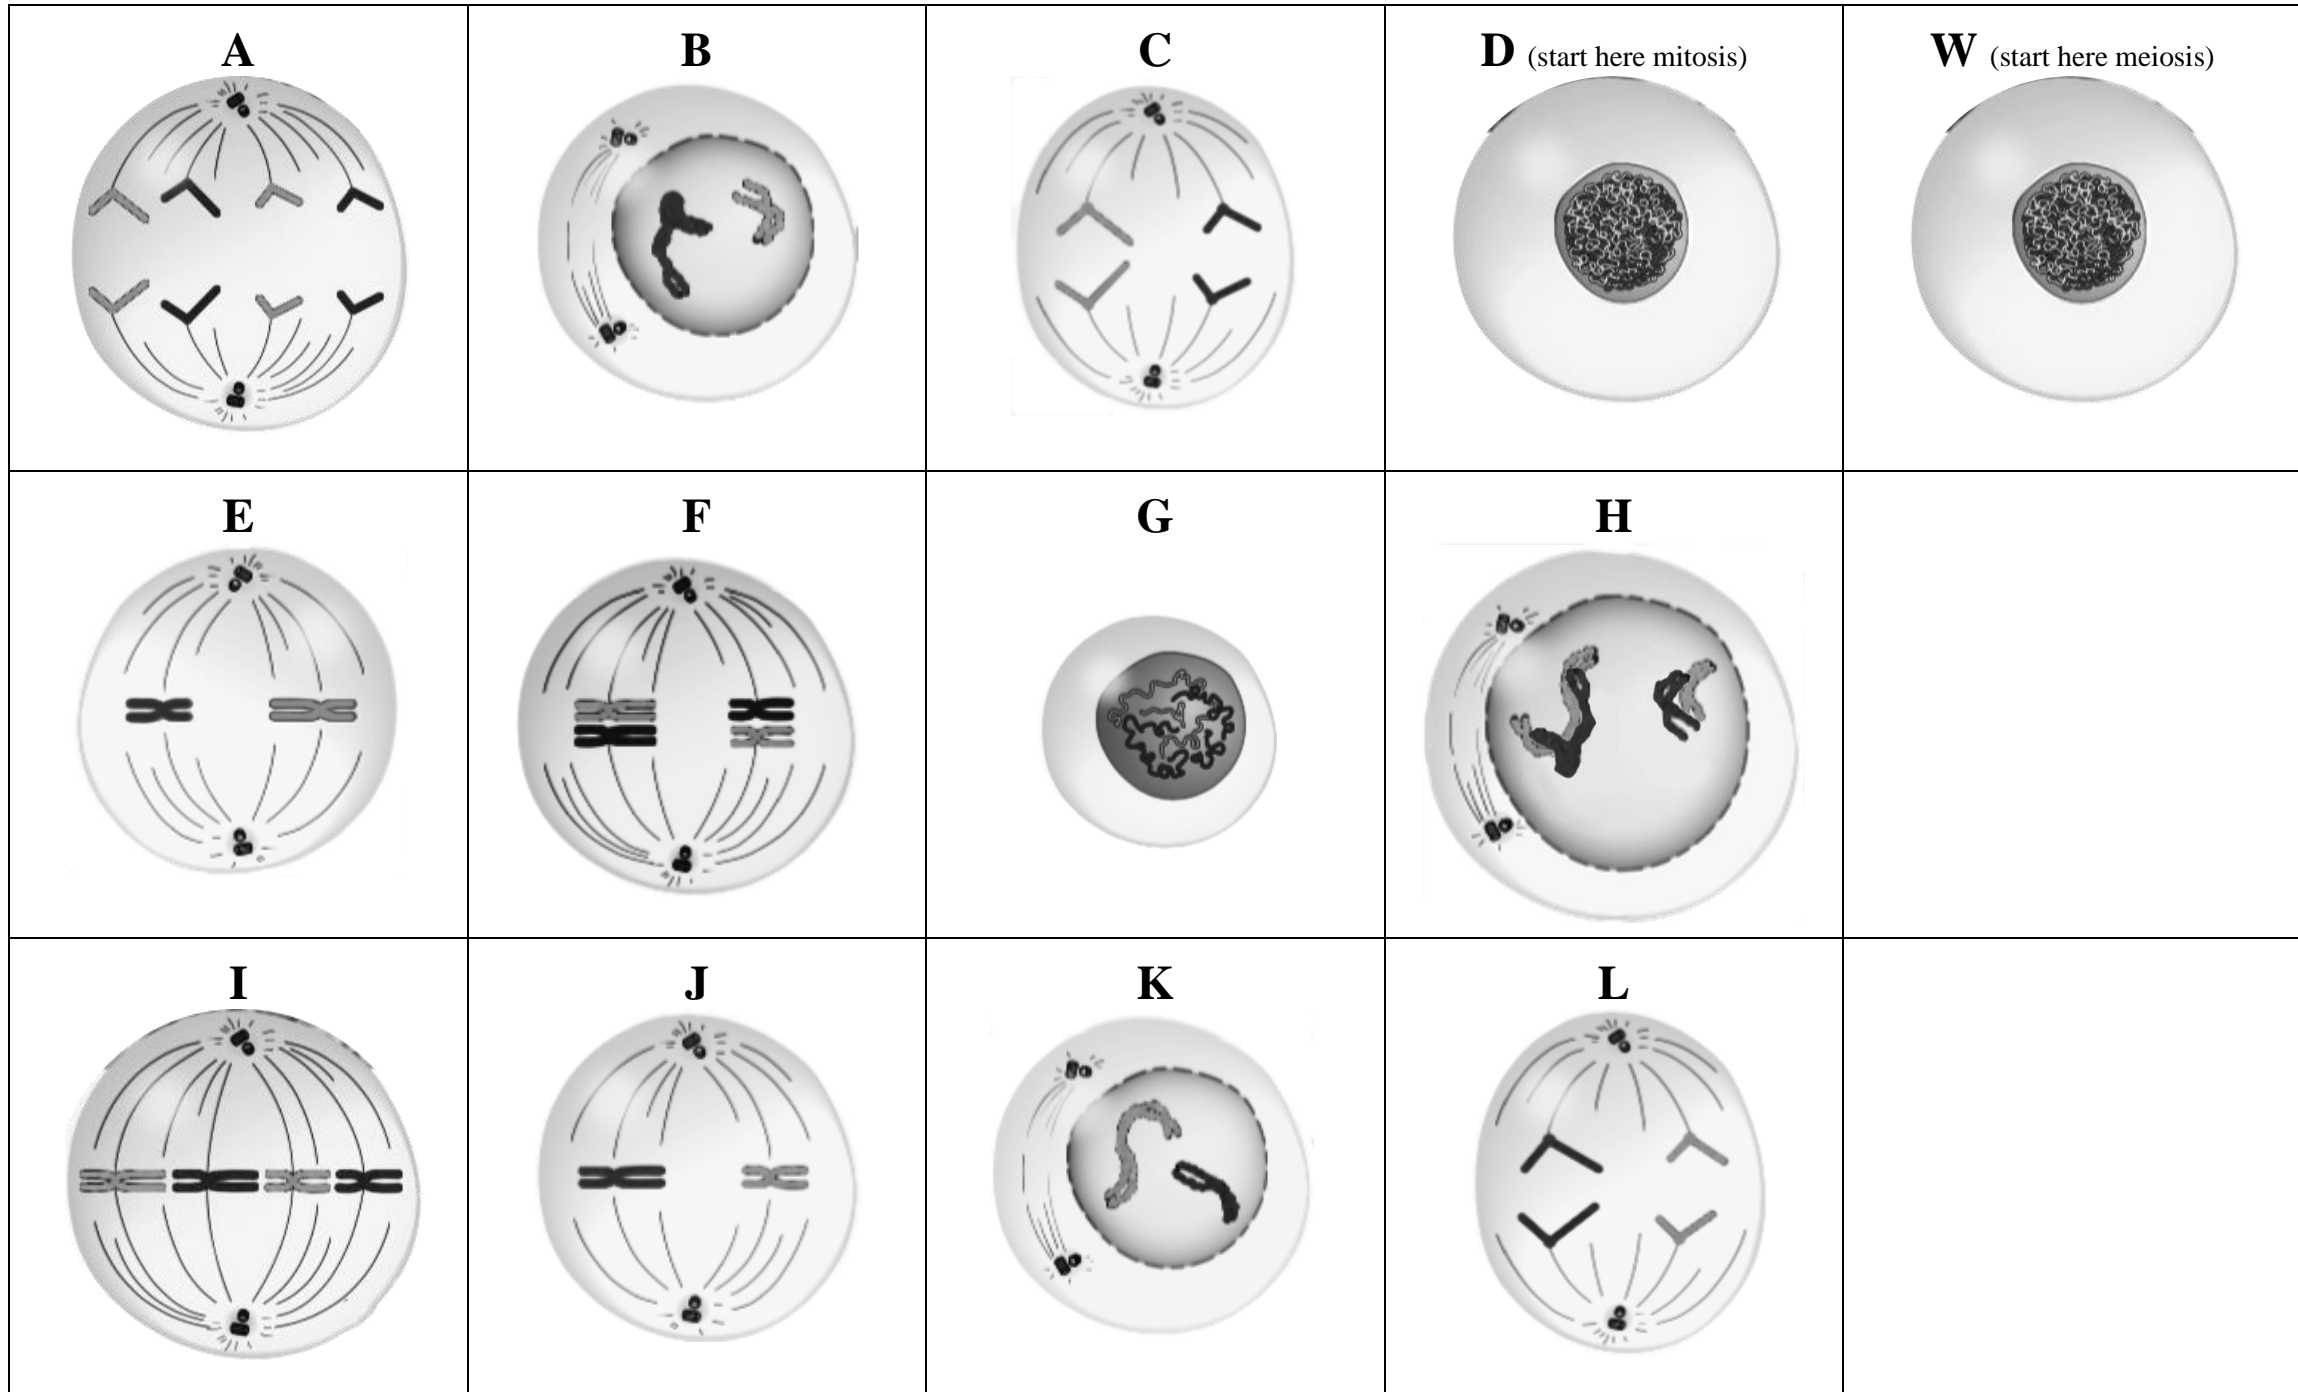 A
B
C
D (start here mitosis)
W (start here meiosis)
E
F
G
H
I
J
K
L